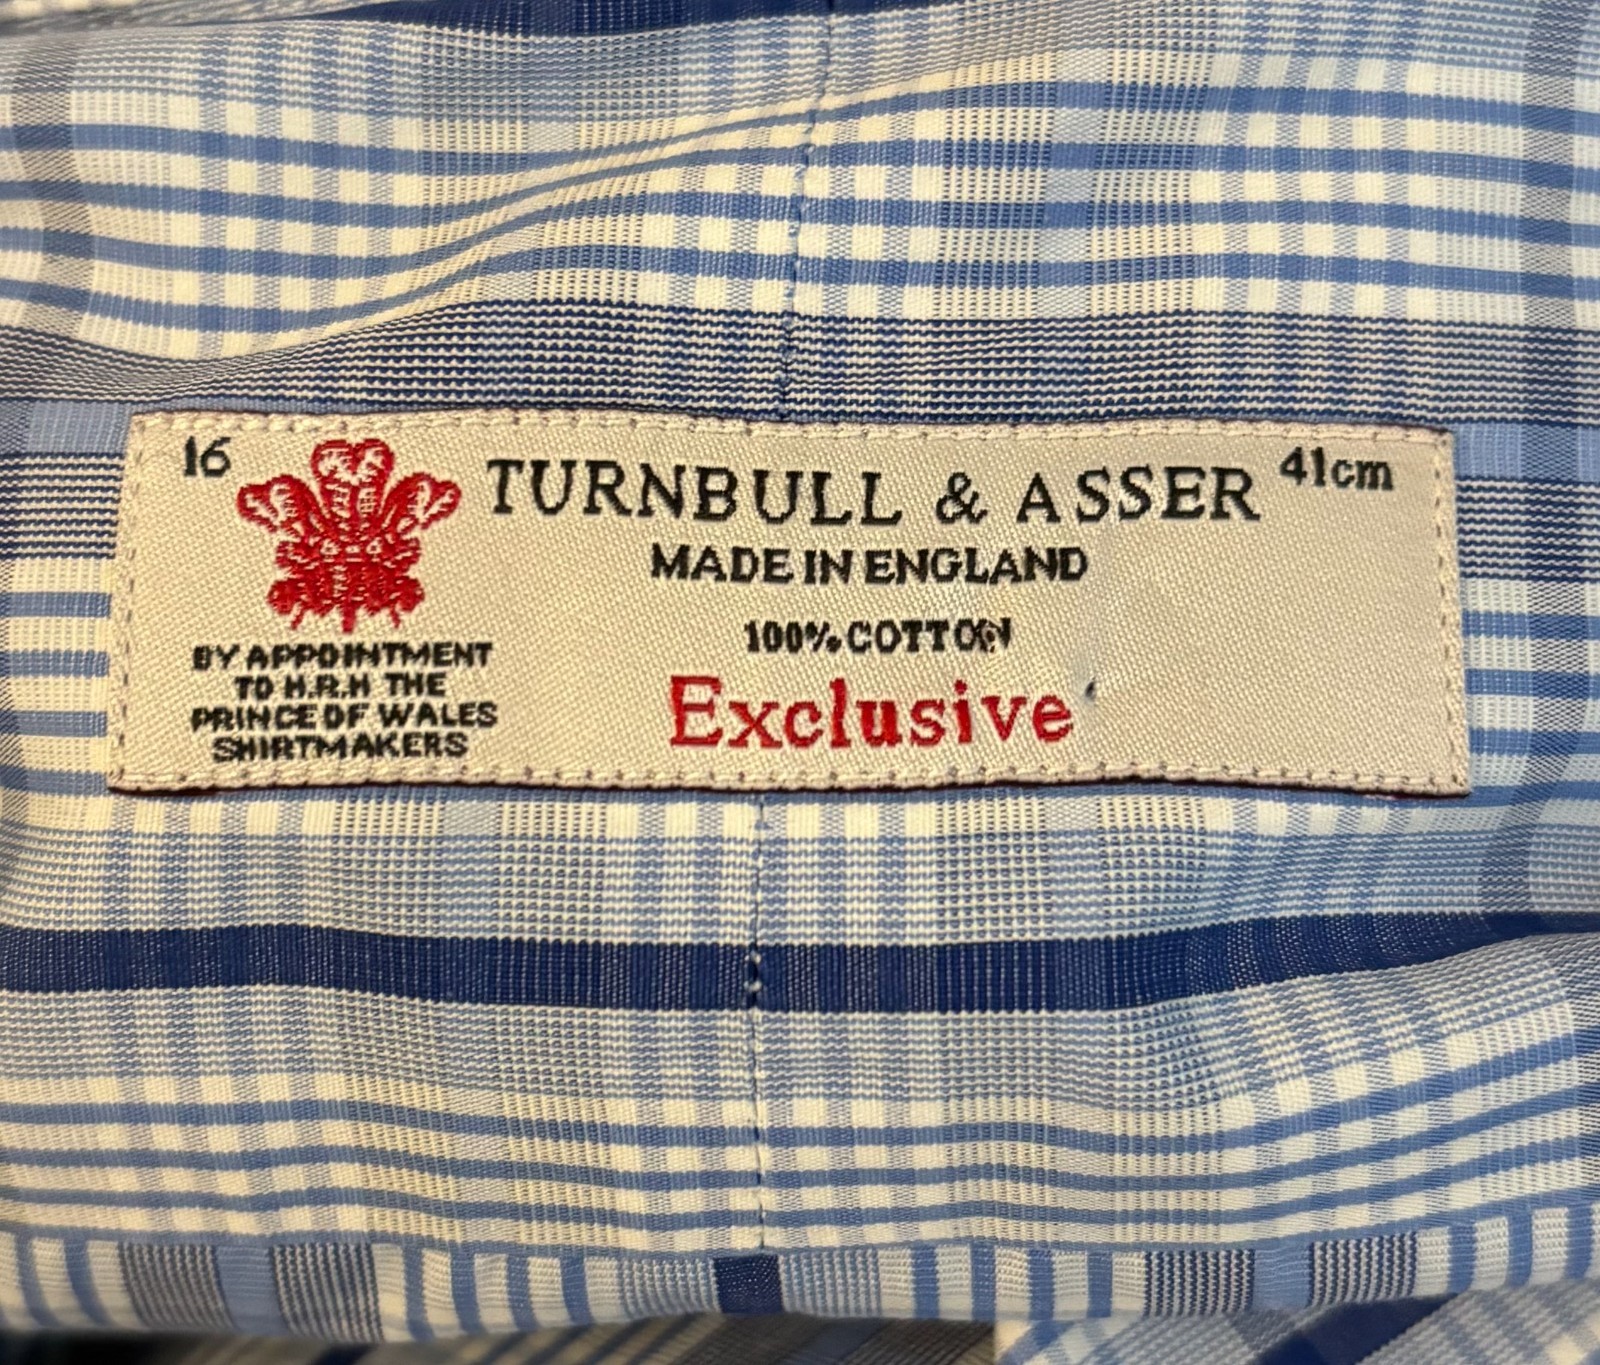 16 TURNBULL & ASSER 41cm
MADE IN ENGLAND
100% COTTON
Exclusive
BY APPOINTMENT
TO H.R.H THE
PRINCE OF WALES
SHIRTMAKERS